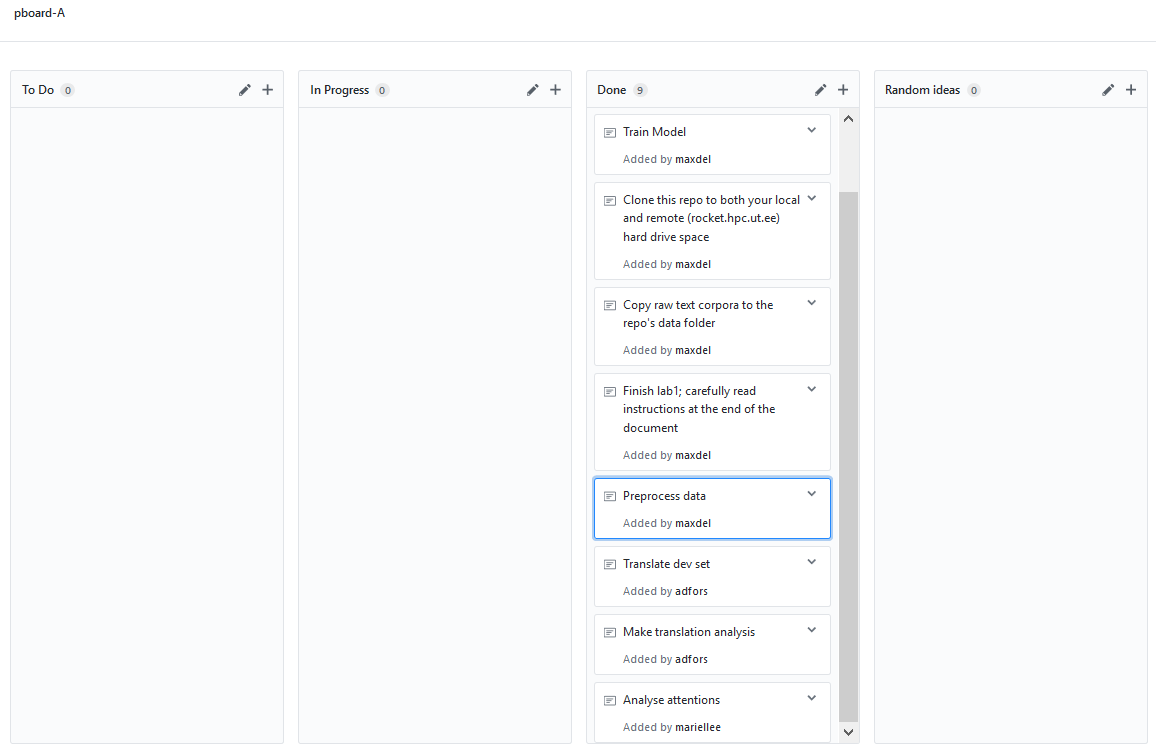 pboard-A
To Do 0
In Progress 0
Done 9
Random ideas 0
Train Model
Added by maxdel
Clone this repo to both your local
and remote (rocket.hpc.ut.ee)
hard drive space
Added by maxdel
Copy raw text corpora to the
repo's data folder
Added by maxdel
Finish lab1; carefully read
instructions at the end of the
document
Added by maxdel
Preprocess data
Added by maxdel
Translate dev set
Added by adfors
Make translation analysis
Added by adfors
Analyse attentions
Added by mariellee